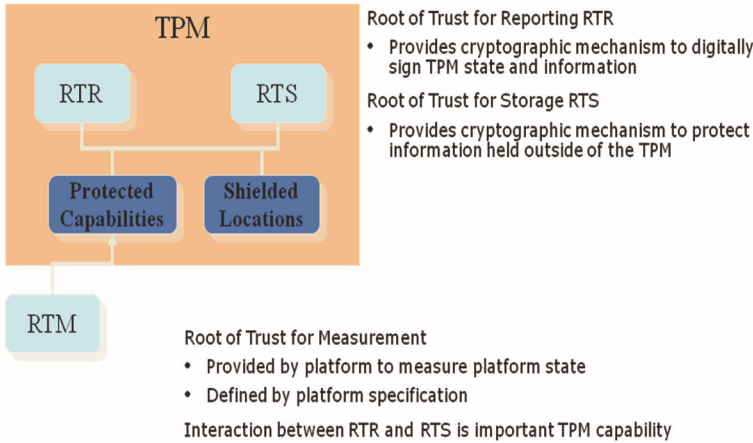 TPM
RTR
RTS
Protected
Capabilities
Shielded
Locations
RTM
Root of Trust for Reporting RTR
• Provides cryptographic mechanism to digitally
sign TPM state and information
Root of Trust for Storage RTS
• Provides cryptographic mechanism to protect
information held outside of the TPM
Root of Trust for Measurement
• Provided by platform to measure platform state
• Defined by platform specification
Interaction between RTR and RTS is important TPM capability